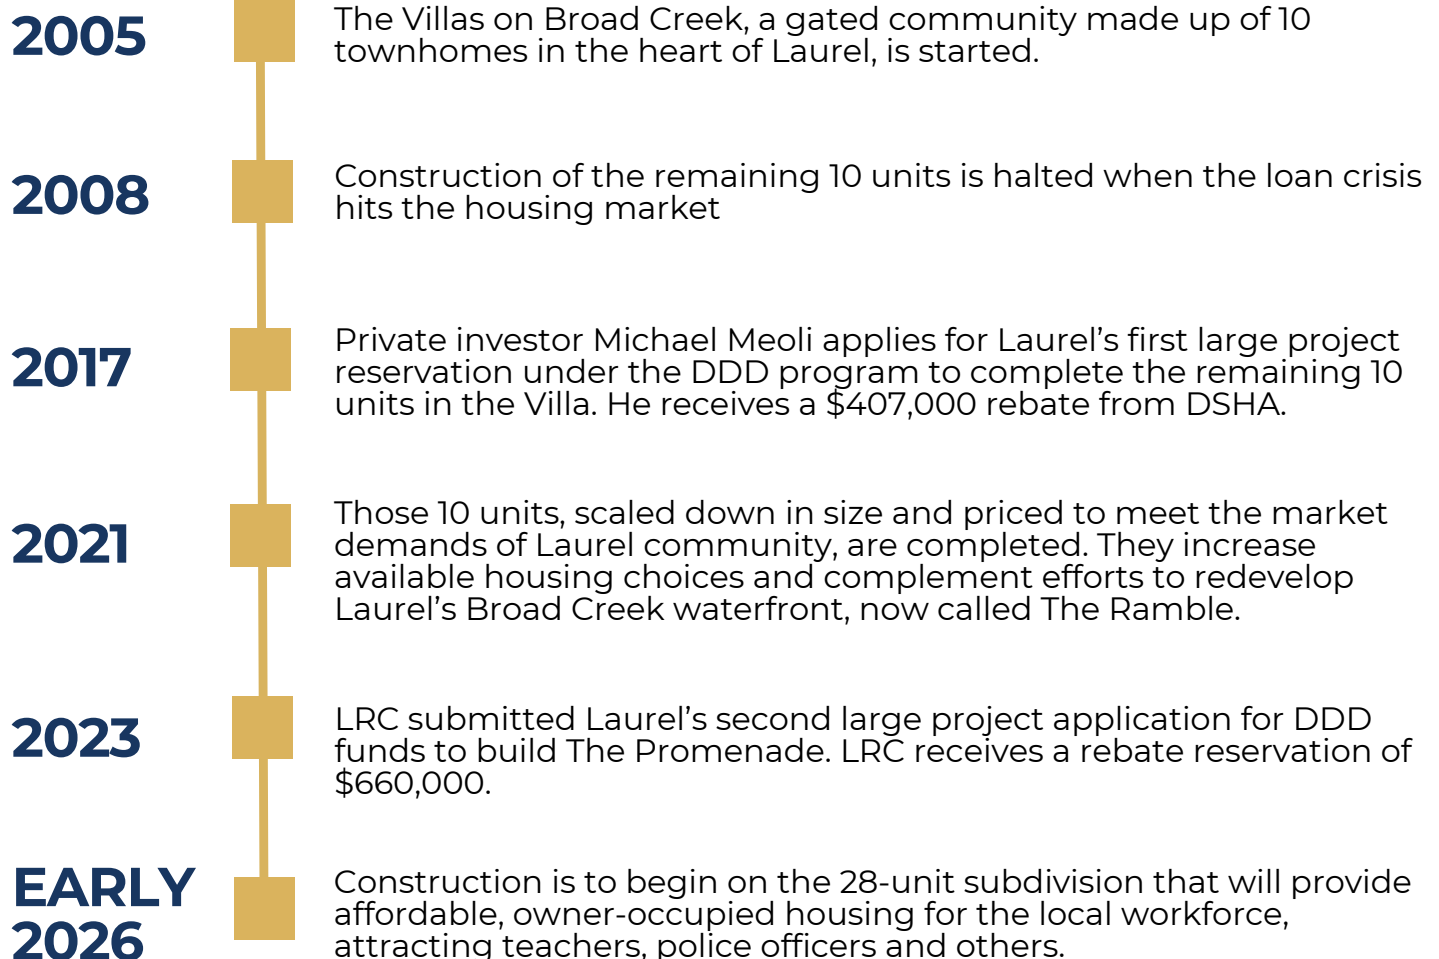 2005
The Villas on Broad Creek, a gated community made up of 10
townhomes in the heart of Laurel, is started.
2008
Construction of the remaining 10 units is halted when the loan crisis
hits the housing market
2017
Private investor Michael Meoli applies for Laurel’s first large project
reservation under the DDD program to complete the remaining 10
units in the Villa. He receives a $407,000 rebate from DSHA.
2021
Those 10 units, scaled down in size and priced to meet the market
demands of Laurel community, are completed. They increase
available housing choices and complement efforts to redevelop
Laurel’s Broad Creek waterfront, now called The Ramble.
2023
LRC submitted Laurel’s second large project application for DDD
funds to build The Promenade. LRC receives a rebate reservation of
$660,000.
EARLY
2026
Construction is to begin on the 28-unit subdivision that will provide
affordable, owner-occupied housing for the local workforce,
attracting teachers, police officers and others.